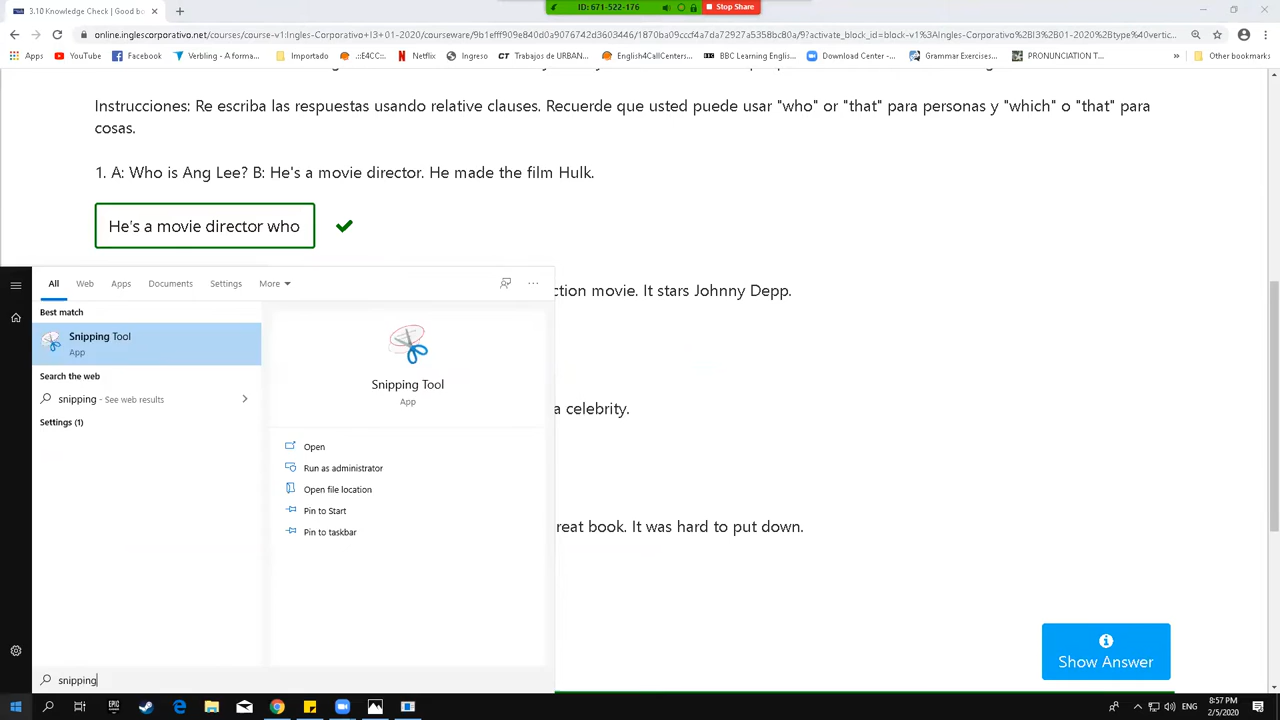 3.10 Knowledge Check | Good bo
ID: 671-522-176
Stop Share
online.inglescorporativo.net/courses/course-v1:Ingles-Corporativo+I3+01-2020/courseware/9b1efff909e840d0a9076742d3603446/1870ba09cccf4a7da72927a5358bc80a/9?activate_block_id=block-v1%3AIngles-Corporativo%2BI3%2B01-2020%2Btype%40vertic...
Apps
YouTube
Facebook
Verbling - A forma...
Importado
::E4CC::.
Netflix
Ingreso
Trabajos de URBAN...
English4CallCenters...
BBC Learning Engli...
Download Center -...
Grammar Exercises...
PRONUNCIATION T...
»
Other bookmarks
Instrucciones: Re escriba las respuestas usando relative clauses. Recuerde que usted puede usar "who" or "that" para personas y "which" o "that" para
cosas.
1. A: Who is Ang Lee? B: He's a movie director. He made the film Hulk.
He's a movie director who
ction movie. It stars Johnny Depp.
a celebrity.
reat book. It was hard to put down.
All
Web
Apps
Documents
Settings
More
...
Best match
Snipping Tool
App
Search the web
snipping - See web results
Settings (1)
Snipping Tool
App
Open
Run as administrator
Open file location
Pin to Start
Pin to taskbar
Show Answer
snipping
ENG
8:57 PM
2/5/2020